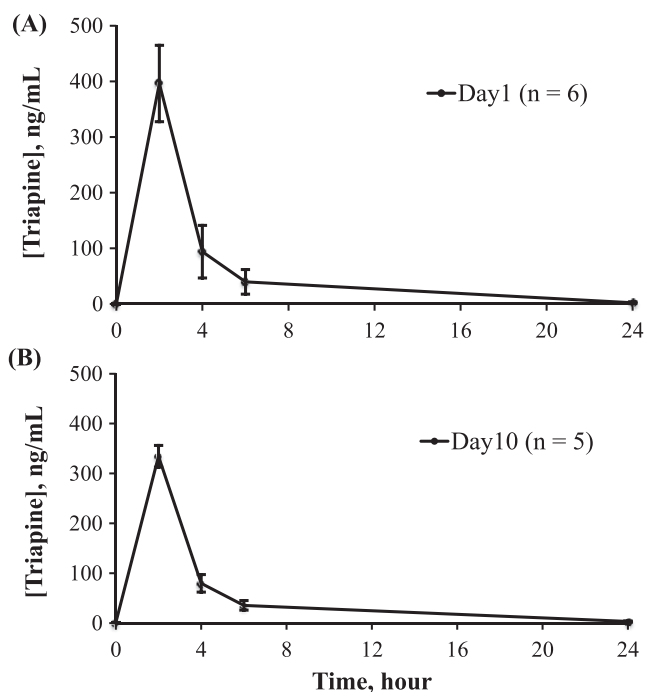 (A)
[Triapine], ng/mL
500
400
300
200
100
0
Day1 (n = 6)
0 4 8 12 16 20 24
(B)
[Triapine], ng/mL
500
400
300
200
100
0
Day10 (n = 5)
0 4 8 12 16 20 24
Time, hour